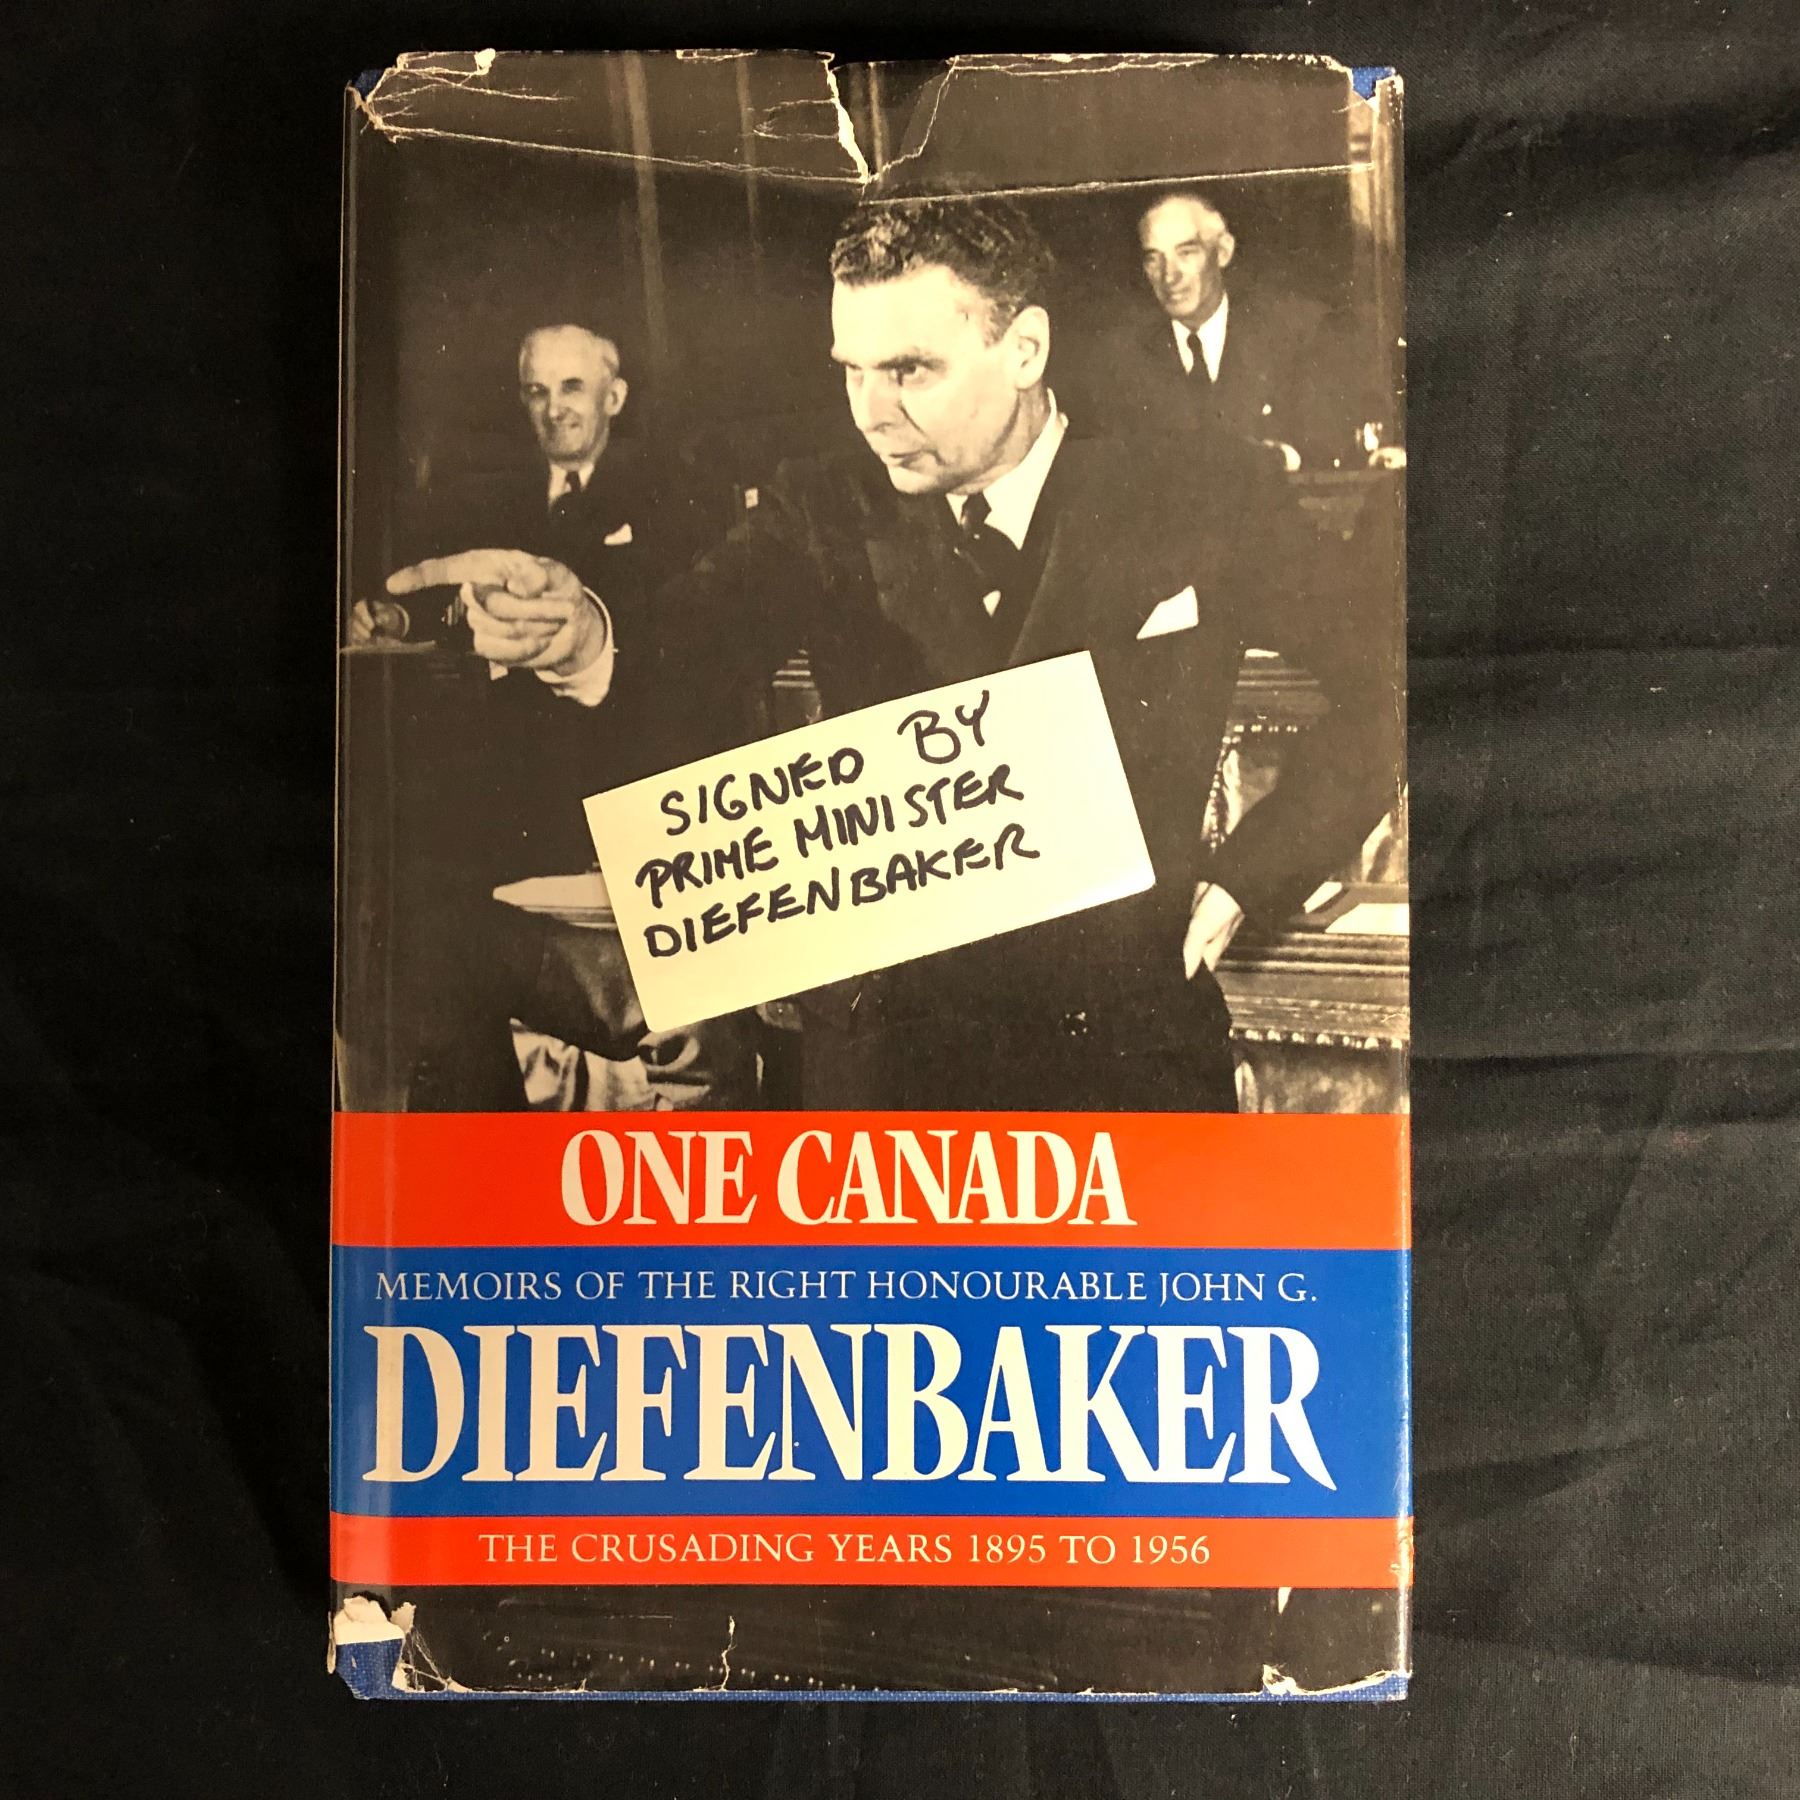 SIGNED BY
PRIME MINISTER
DIEFENBAKER
ONE CANADA
MEMOIRS OF THE RIGHT HONOURABLE JOHN G.
DIEFENBAKER
THE CRUSADING YEARS 1895 TO 1956